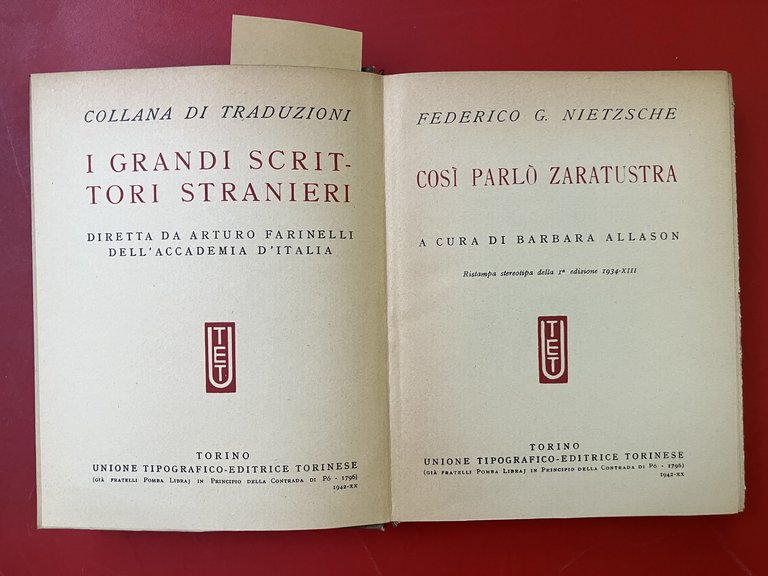 COLLANA DI TRADUZIONI
I GRANDI SCRIT-
TORI STRANIERI
DIRETTA DA ARTURO FARINELLI
DELL'ACCADEMIA D'ITALIA
UTET
TORINO
UNIONE TIPOGRAFICO-EDITRICE TORINESE
(GIÀ FRATELLI POMBA LIBRAJ IN PRINCIPIO DELLA CONTRADA DI PÒ - 1796)
1942-XX
FEDERICO G. NIETZSCHE
COSÌ PARLÒ ZARATUSTRA
A CURA DI BARBARA ALLASON
Ristampa stereotipa della 1ª edizione 1934-XIII
UTET
TORINO
UNIONE TIPOGRAFICO-EDITRICE TORINESE
(GIÀ FRATELLI POMBA LIBRAJ IN PRINCIPIO DELLA CONTRADA DI PÒ - 1796)
1942-XX